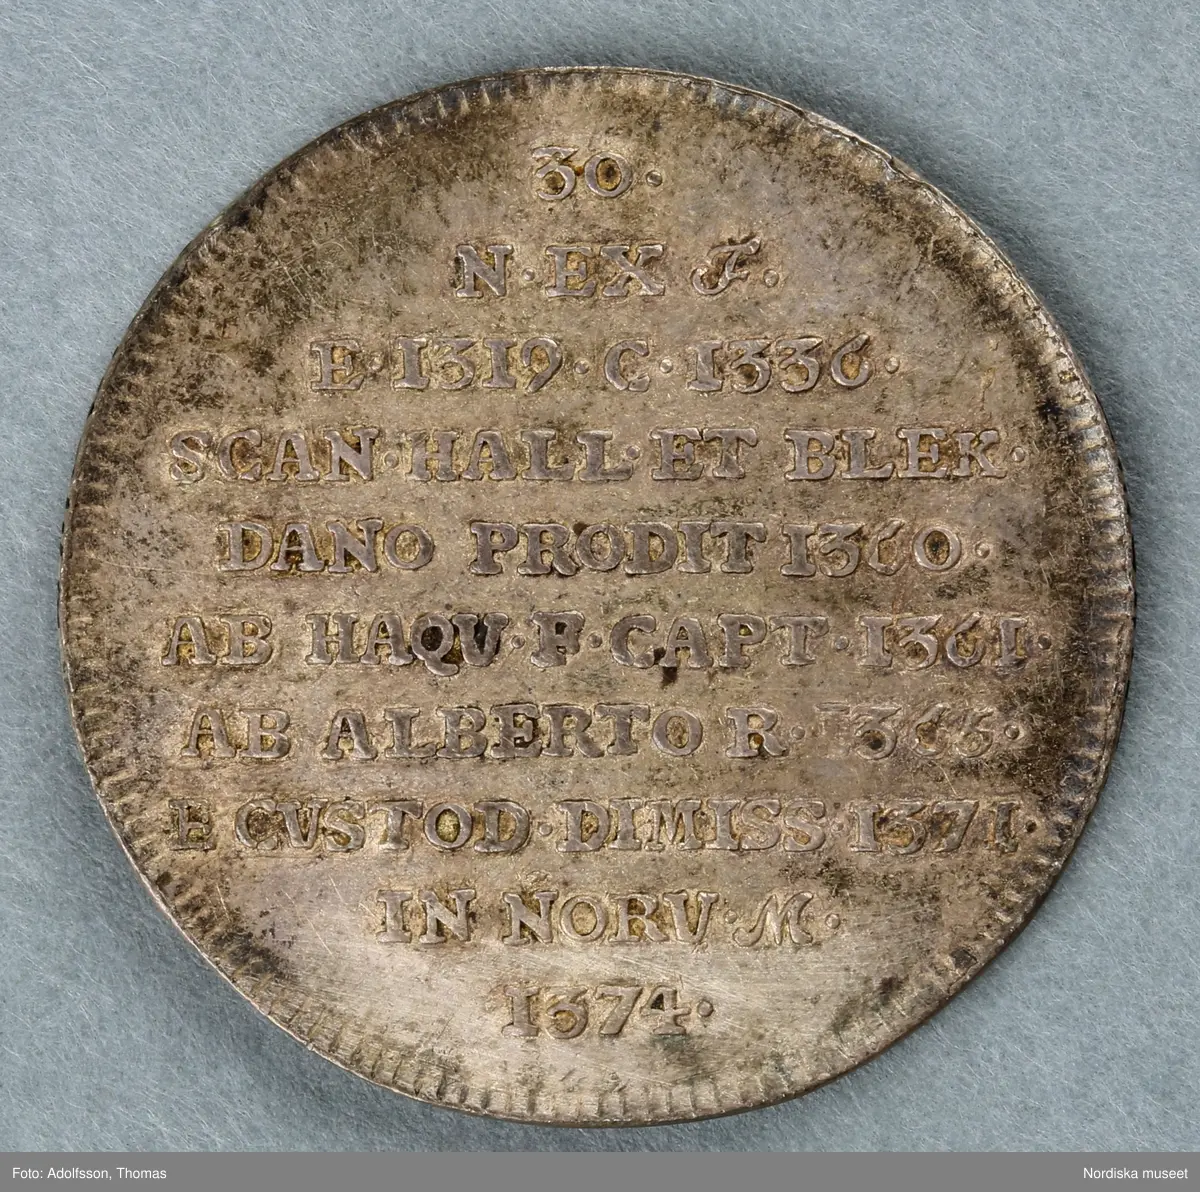 30.
N·EX F.
E·1319·C·1336·
SCAN·HALL·ET BLEK·
DANO PRODIT 1360·
AB HAQV·F·CAPT·1361·
AB ALBERTO R·1365·
E CVSTOD·DIMISS·1371·
IN NORV·M·
1374·
Foto: Adolfsson, Thomas
Nordiska museet